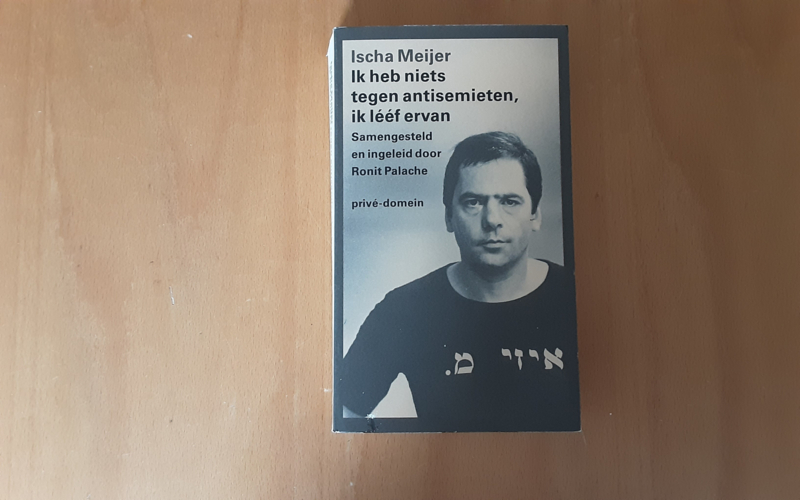 Ischa Meijer
Ik heb niets
tegen antisemieten,
ik lééf ervan
Samengesteld
en ingeleid door
Ronit Palache
privé-domein
איזי מ.